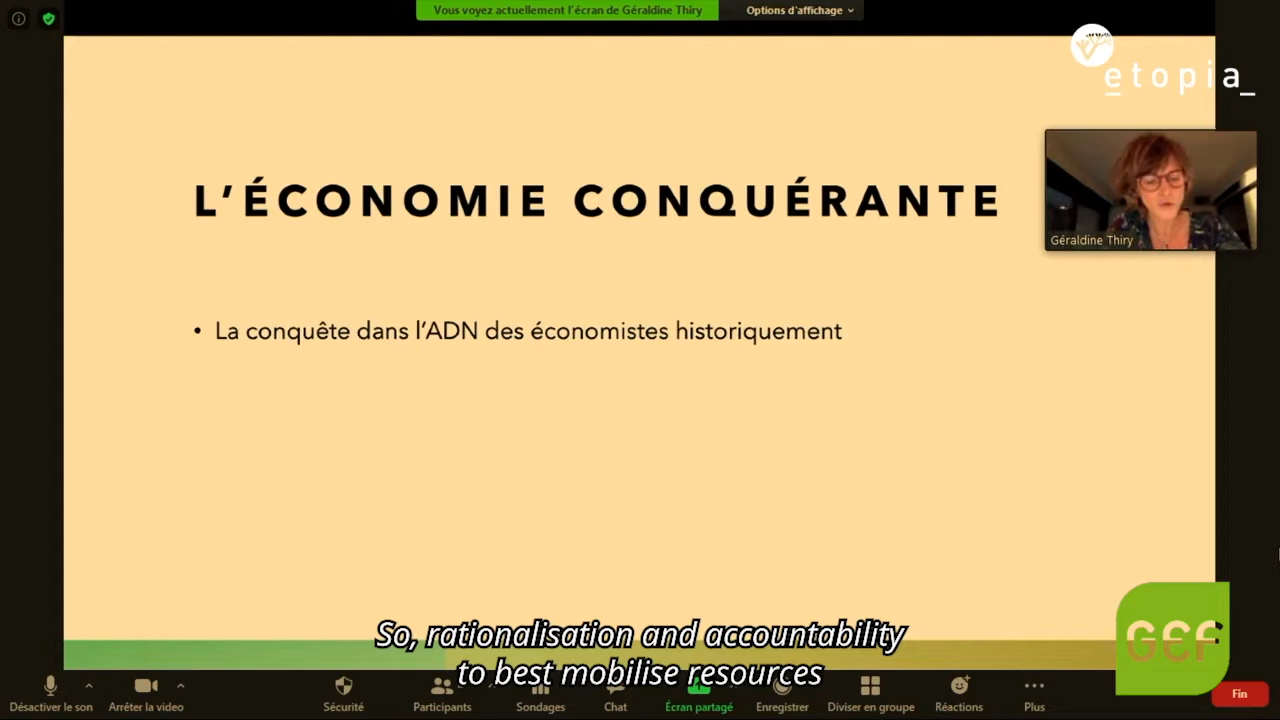 Vous voyez actuellement l'écran de Géraldine Thiry
Options d'affichage
etopia_
L'ÉCONOMIE CONQUÉRANTE
Géraldine Thiry
• La conquête dans l'ADN des économistes historiquement
GEF
So, rationalisation and accountability
to best mobilise resources
Désactiver le son
Arrêter la video
Sécurité
Participants
Sondages
Chat
Écran partagé
Enregistrer
Diviser en groupe
Réactions
Plus
Fin